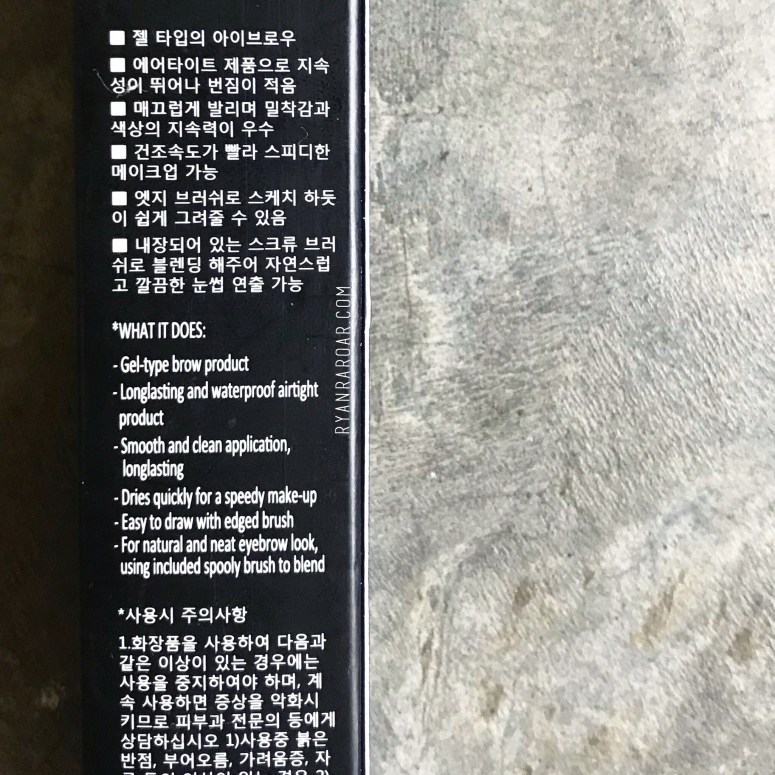 ■ 젤 타입의 아이브로우
■ 에어타이트 제품으로 지속
성이 뛰어나 번짐이 적음
■ 매끄럽게 발리며 밀착감과
색상의 지속력이 우수
■ 건조속도가 빨라 스피디한
메이크업 가능
■ 엣지 브러쉬로 스케치 하듯
이 쉽게 그려줄 수 있음
■ 내장되어 있는 스크류 브러
쉬로 블렌딩 해주어 자연스럽
고 깔끔한 눈썹 연출 가능
*WHAT IT DOES:
- Gel-type brow product
- Longlasting and waterproof airtight
product
- Smooth and clean application,
longlasting
- Dries quickly for a speedy make-up
- Easy to draw with edged brush
- For natural and neat eyebrow look,
using included spooly brush to blend
*사용시 주의사항
1.화장품을 사용하여 다음과
같은 이상이 있는 경우에는
사용을 중지하여야 하며, 계
속 사용하면 증상을 악화시
키므로 피부과 전문의 등에게
상담하십시오 1)사용중 붉은
반점, 부어오름, 가려움증, 자
RYANRAROAR.COM